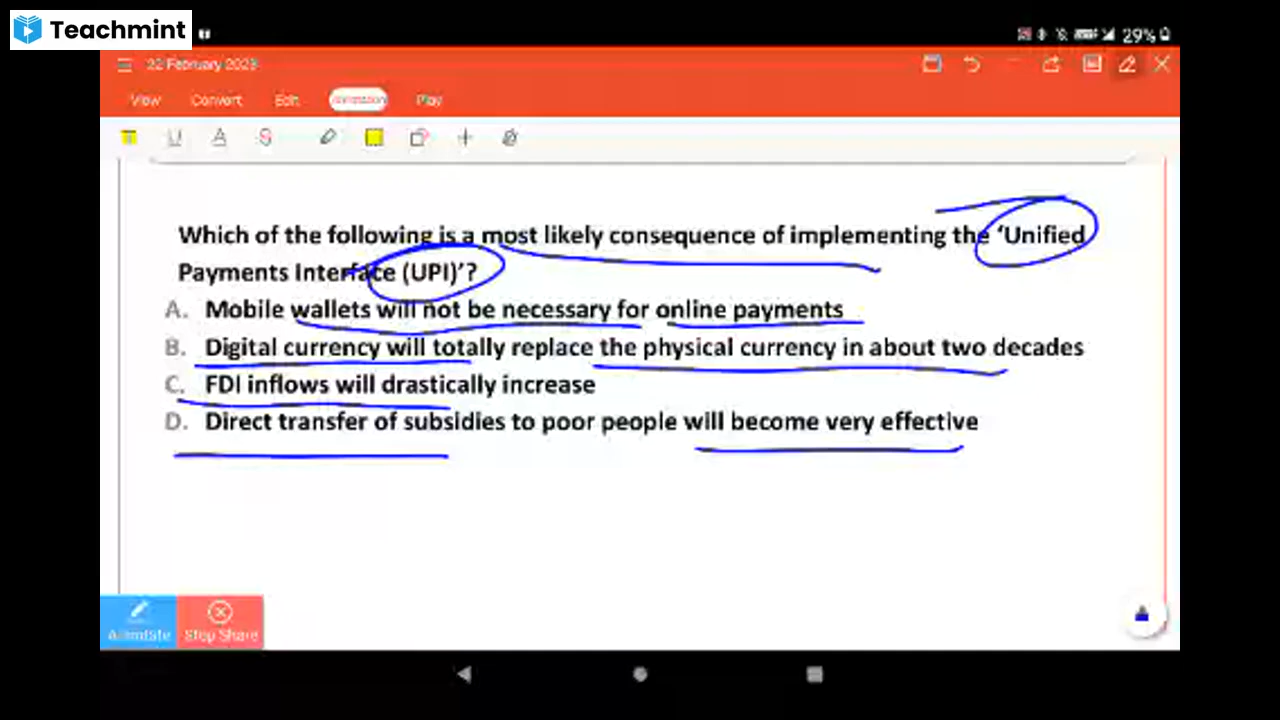 Teachmint
29%
22 February 2023
View Convert Edit Annotation Play
Which of the following is a most likely consequence of implementing the ‘Unified
Payments Interface (UPI)’?
A. Mobile wallets will not be necessary for online payments
B. Digital currency will totally replace the physical currency in about two decades
C. FDI inflows will drastically increase
D. Direct transfer of subsidies to poor people will become very effective
Annotate Stop Share